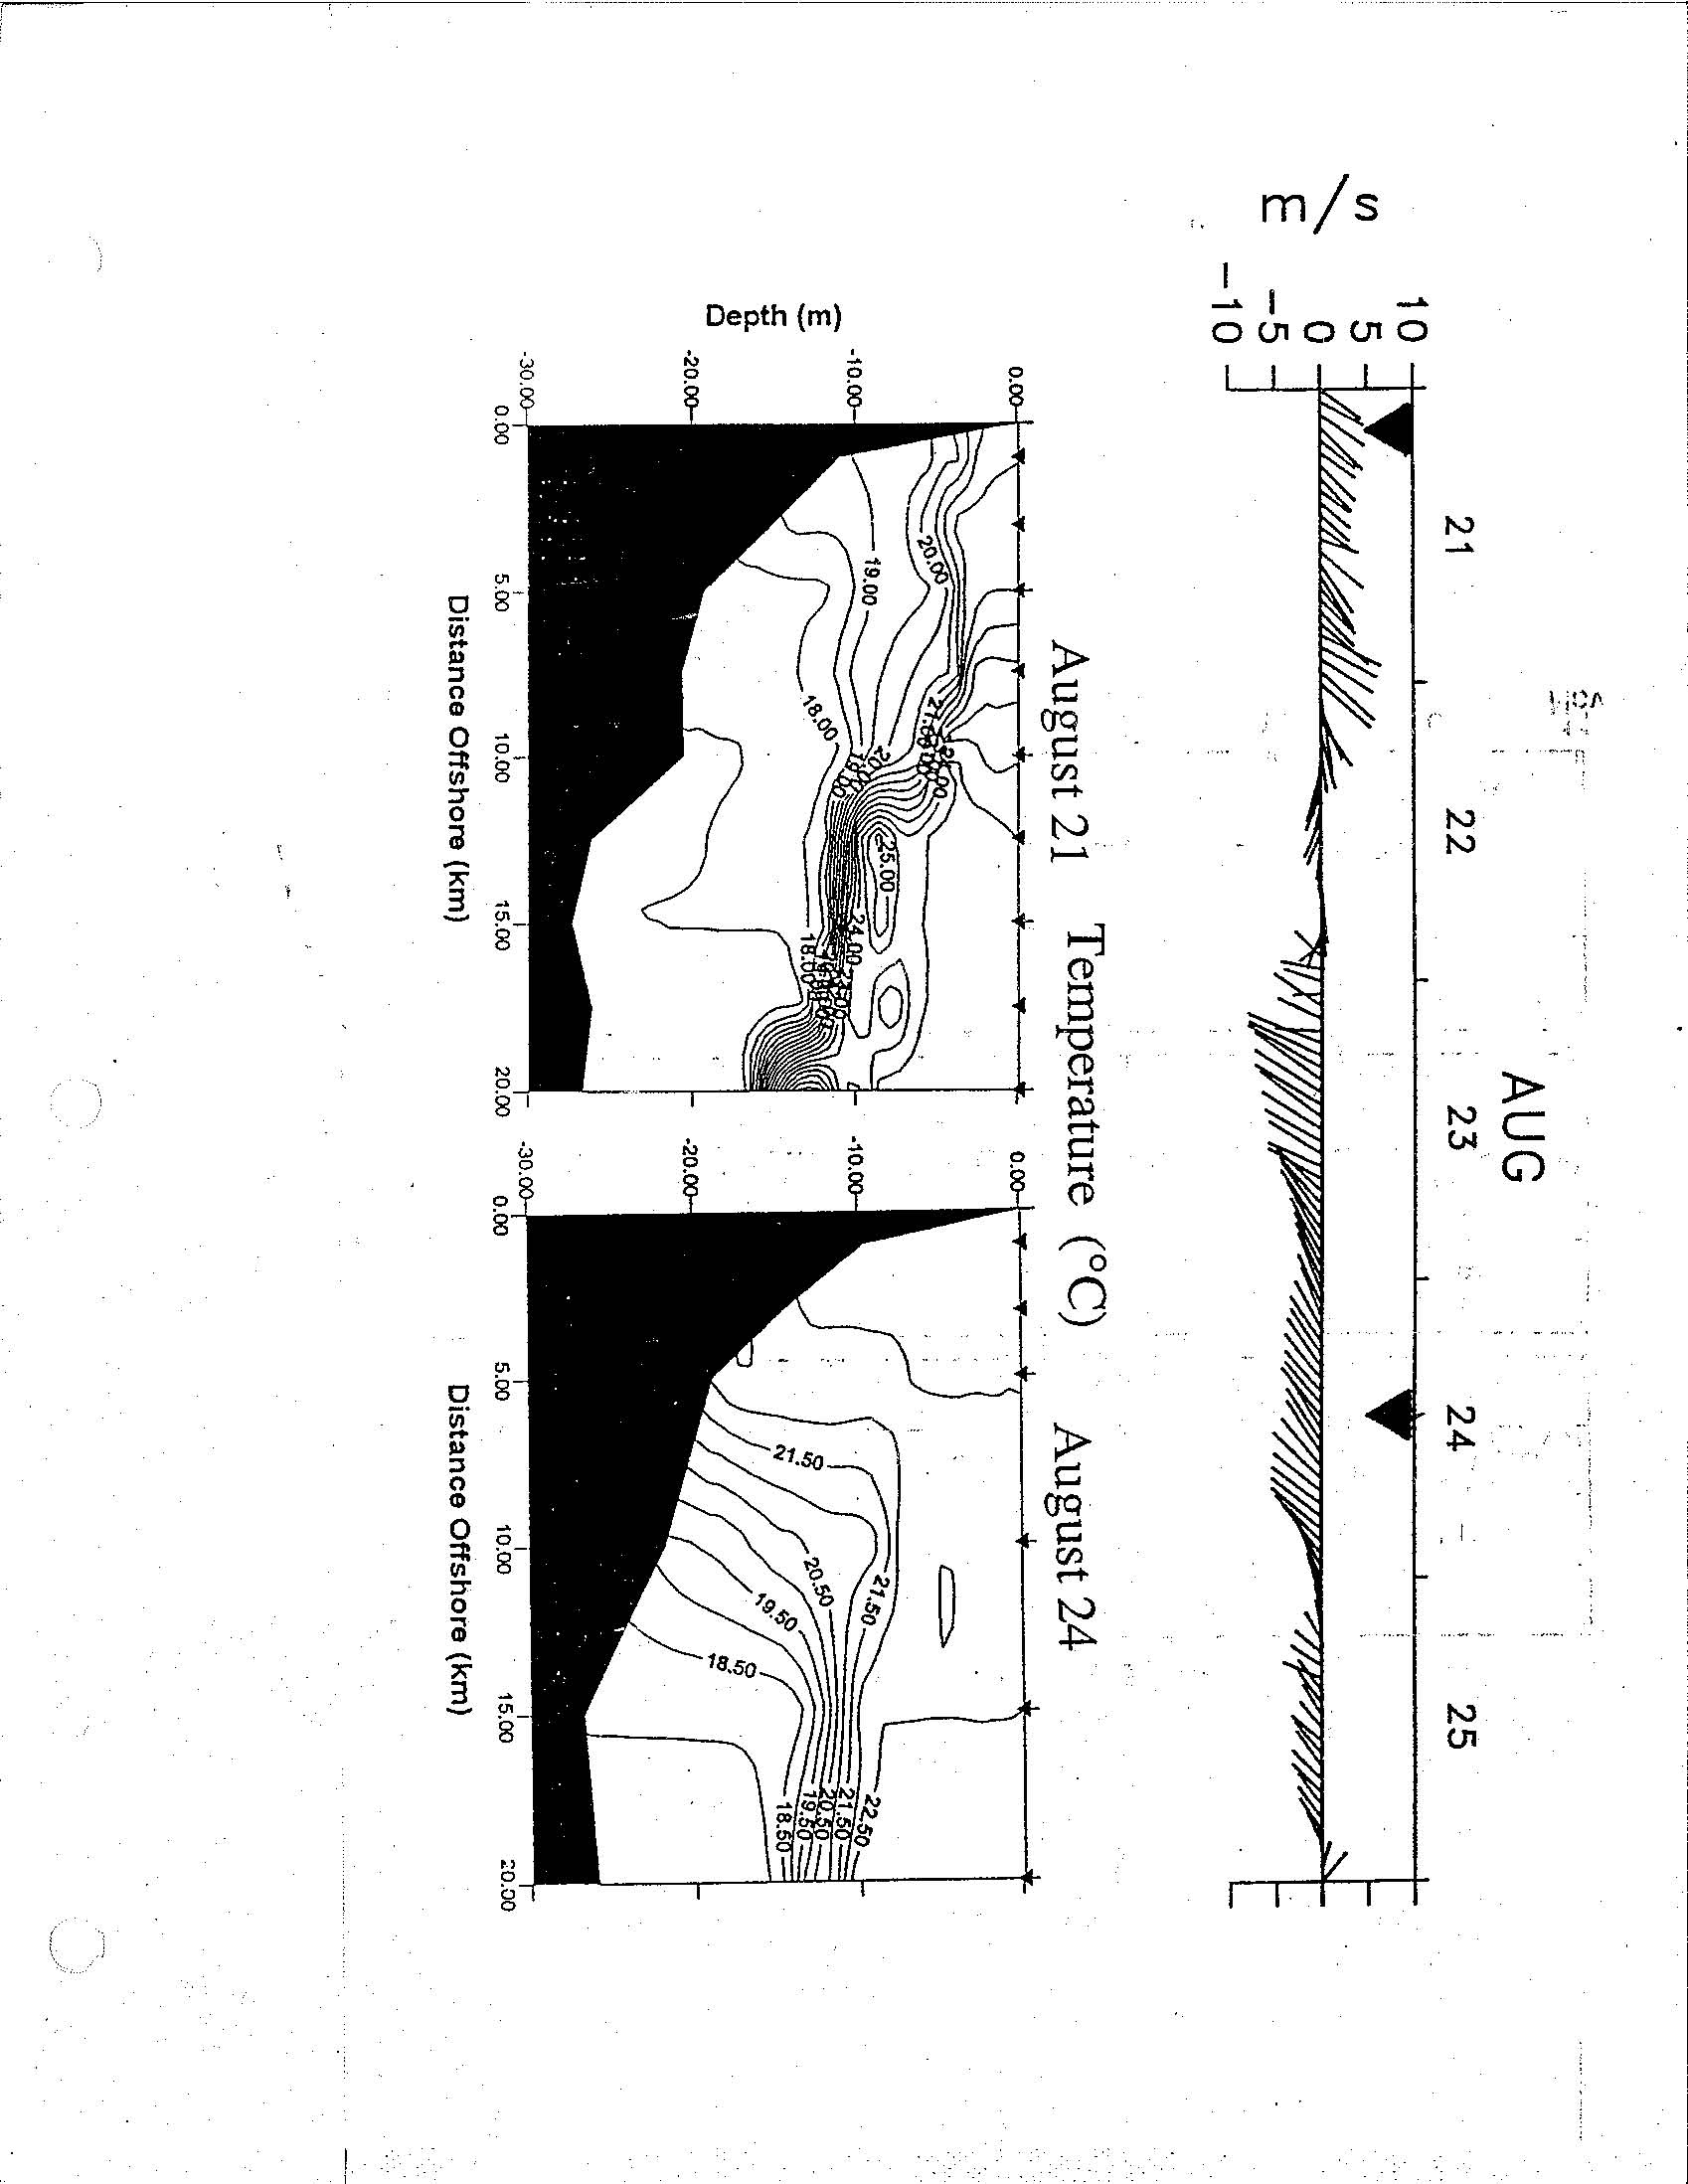 AUG
21 22 23 24 25
10
5
0
-5
-10
m/s
Temperature (°C)
August 21
August 24
0.00
-10.00
-20.00
-30.00
Depth (m)
20.00
19.00
18.00
25.00
24.00
18.00
0.00 5.00 10.00 15.00 20.00
Distance Offshore (km)
0.00
-10.00
-20.00
-30.00
21.50
20.50
21.50
19.50
18.50
22.50
21.50
20.50
19.50
18.50
0.00 5.00 10.00 15.00 20.00
Distance Offshore (km)